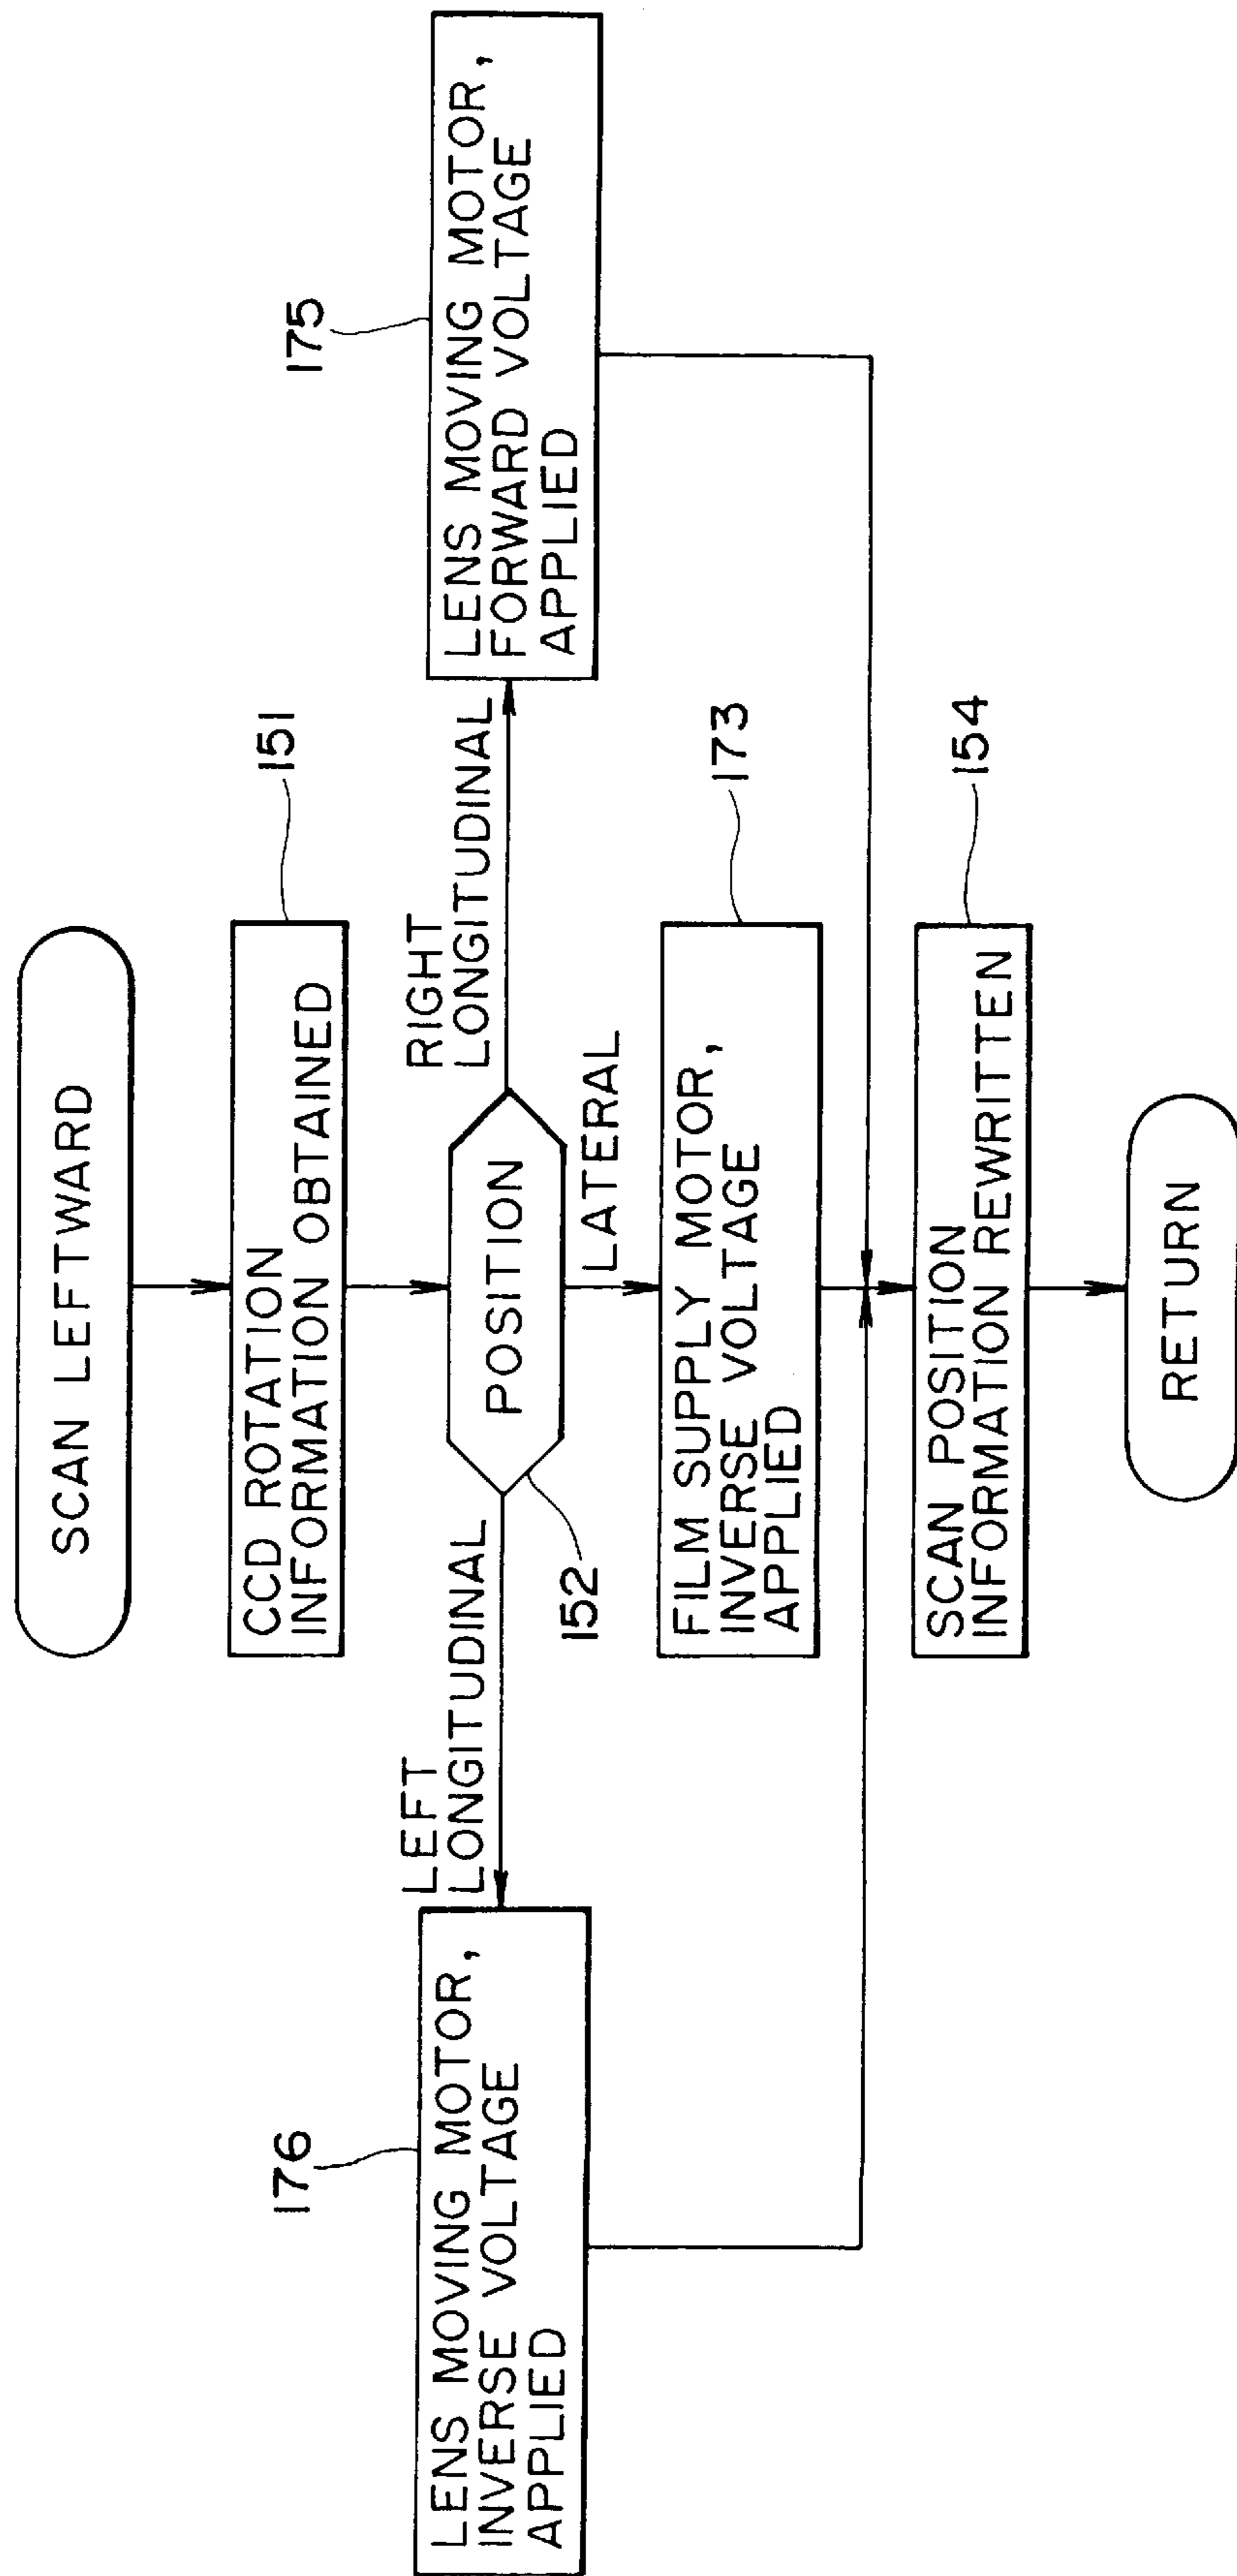 SCAN LEFTWARD
151
CCD ROTATION
INFORMATION OBTAINED
152
POSITION
LEFT
LONGITUDINAL
RIGHT
LONGITUDINAL
LATERAL
176
LENS MOVING MOTOR,
INVERSE VOLTAGE
APPLIED
173
FILM SUPPLY MOTOR,
INVERSE VOLTAGE
APPLIED
175
LENS MOVING MOTOR,
FORWARD VOLTAGE
APPLIED
154
SCAN POSITION
INFORMATION REWRITTEN
RETURN